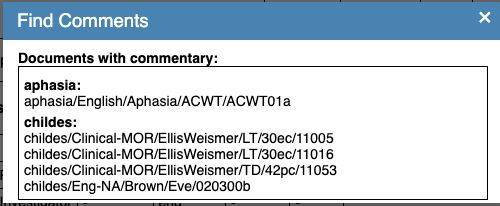 Find Comments
Documents with commentary:
aphasia:
aphasia/English/Aphasia/ACWT/ACWT01a
childes:
childes/Clinical-MOR/EllisWeismer/LT/30ec/11005
childes/Clinical-MOR/EllisWeismer/LT/30ec/11016
childes/Clinical-MOR/EllisWeismer/TD/42pc/11053
childes/Eng-NA/Brown/Eve/020300b